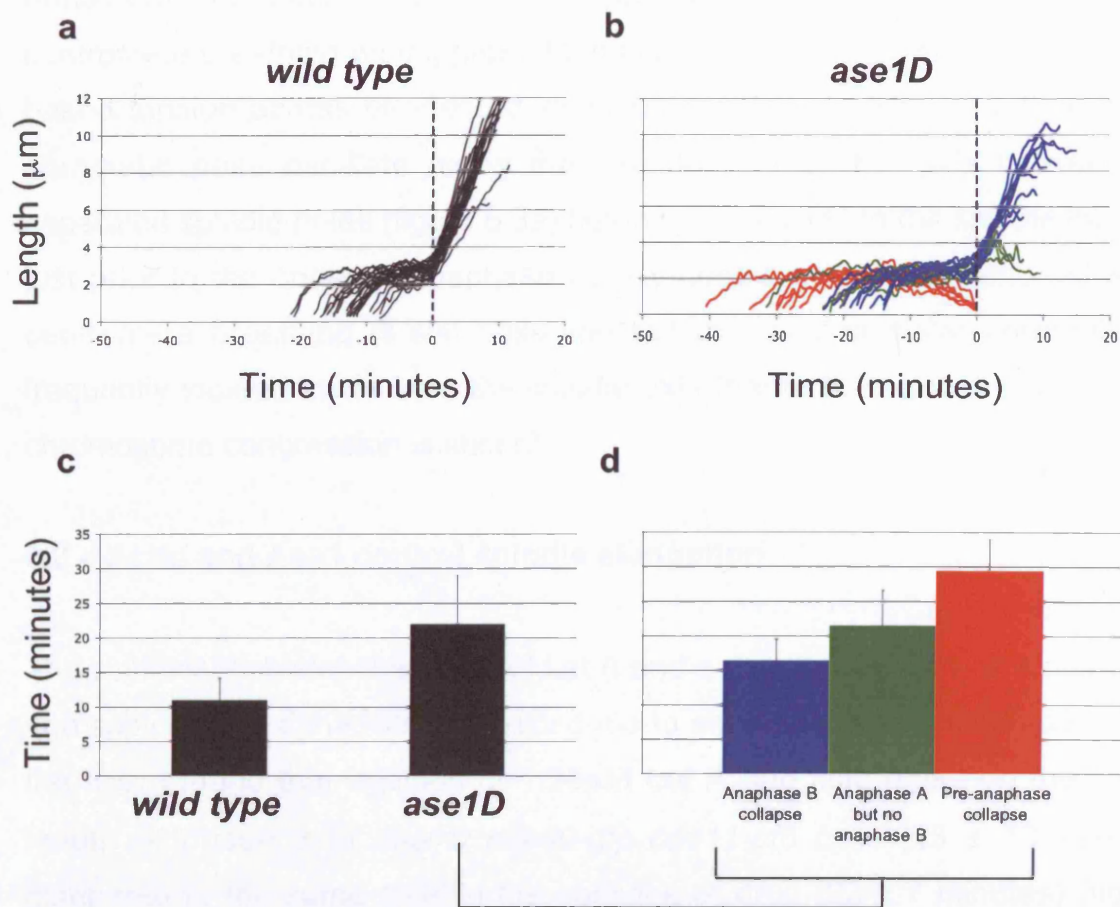 a
b
wild type
ase1D
Length (μm)
12
10
8
6
4
2
0
-50 -40 -30 -20 -10 0 10 20
-50 -40 -30 -20 -10 0 10 20
Time (minutes)
Time (minutes)
c
d
Time (minutes)
35
30
25
20
15
10
5
0
wild type
ase1D
Anaphase B collapse
Anaphase A but no anaphase B
Pre-anaphase collapse